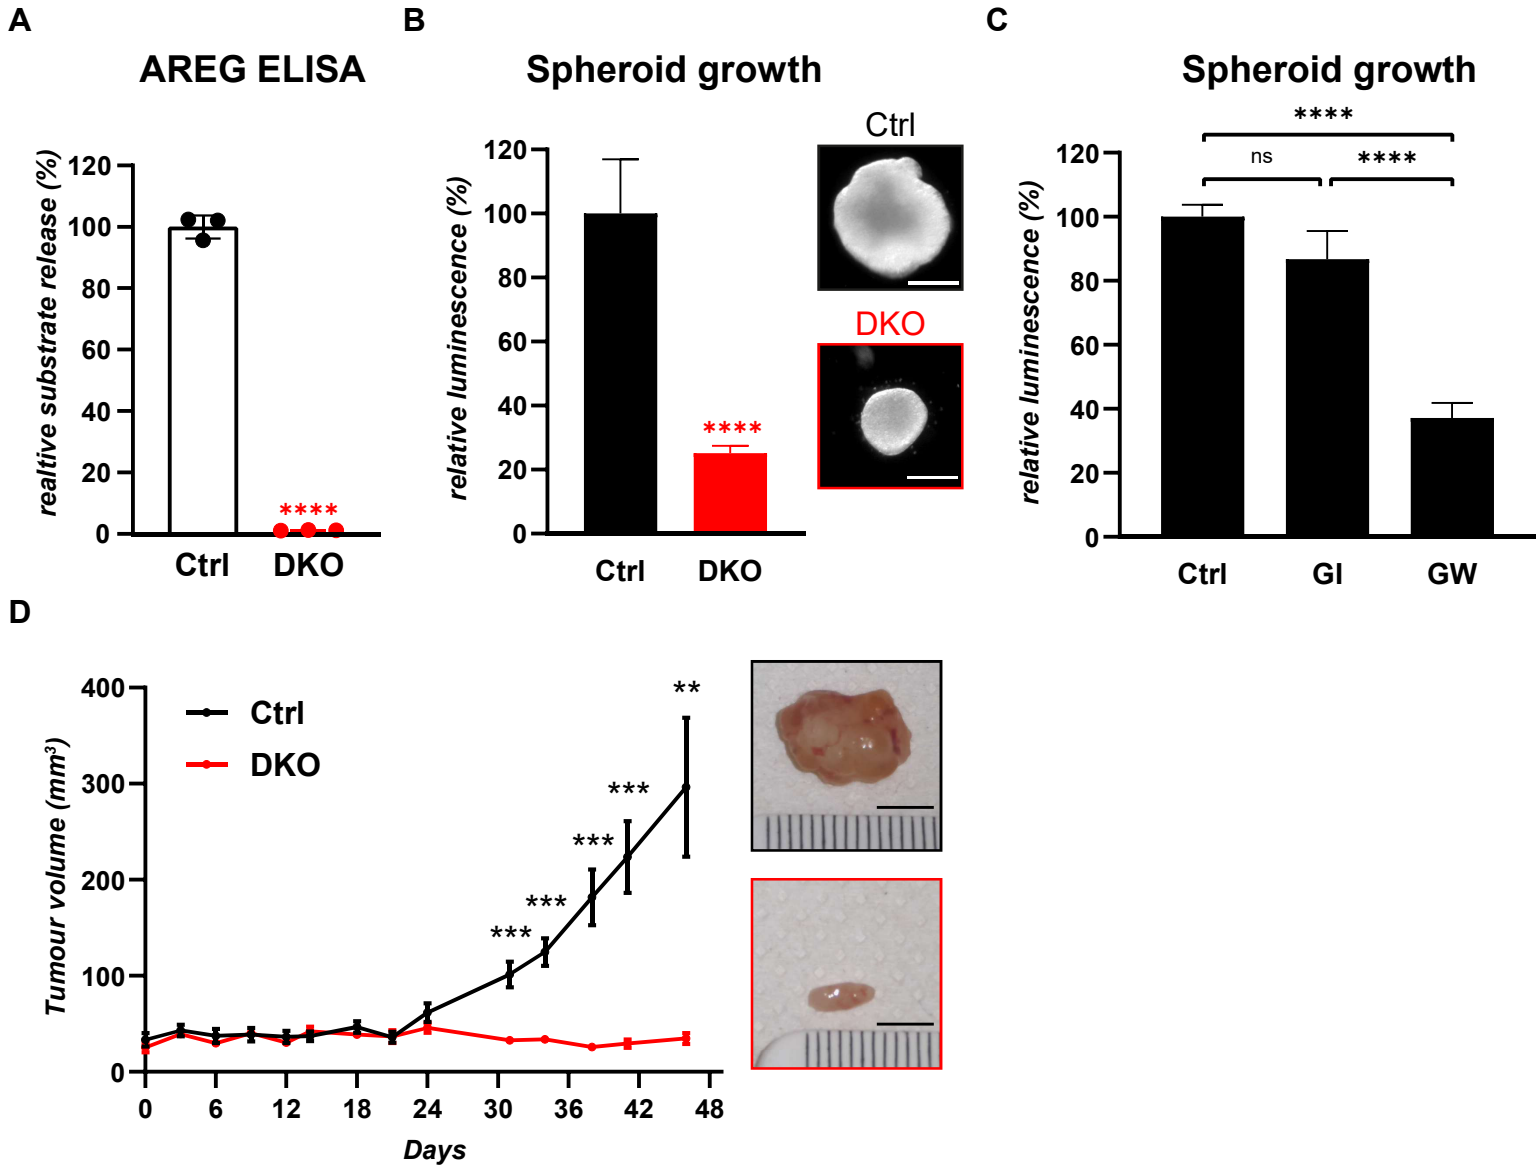 A
AREG ELISA
realtive substrate release (%)
120
100
80
60
40
20
0
****
Ctrl
DKO
B
Spheroid growth
relative luminescence (%)
120
100
80
60
40
20
0
****
Ctrl
DKO
Ctrl
DKO
C
Spheroid growth
relative luminescence (%)
120
100
80
60
40
20
0
****
ns
****
Ctrl
GI
GW
D
Tumour volume (mm³)
400
300
200
100
0
Ctrl
DKO
***
***
***
***
**
0 6 12 18 24 30 36 42 48
Days